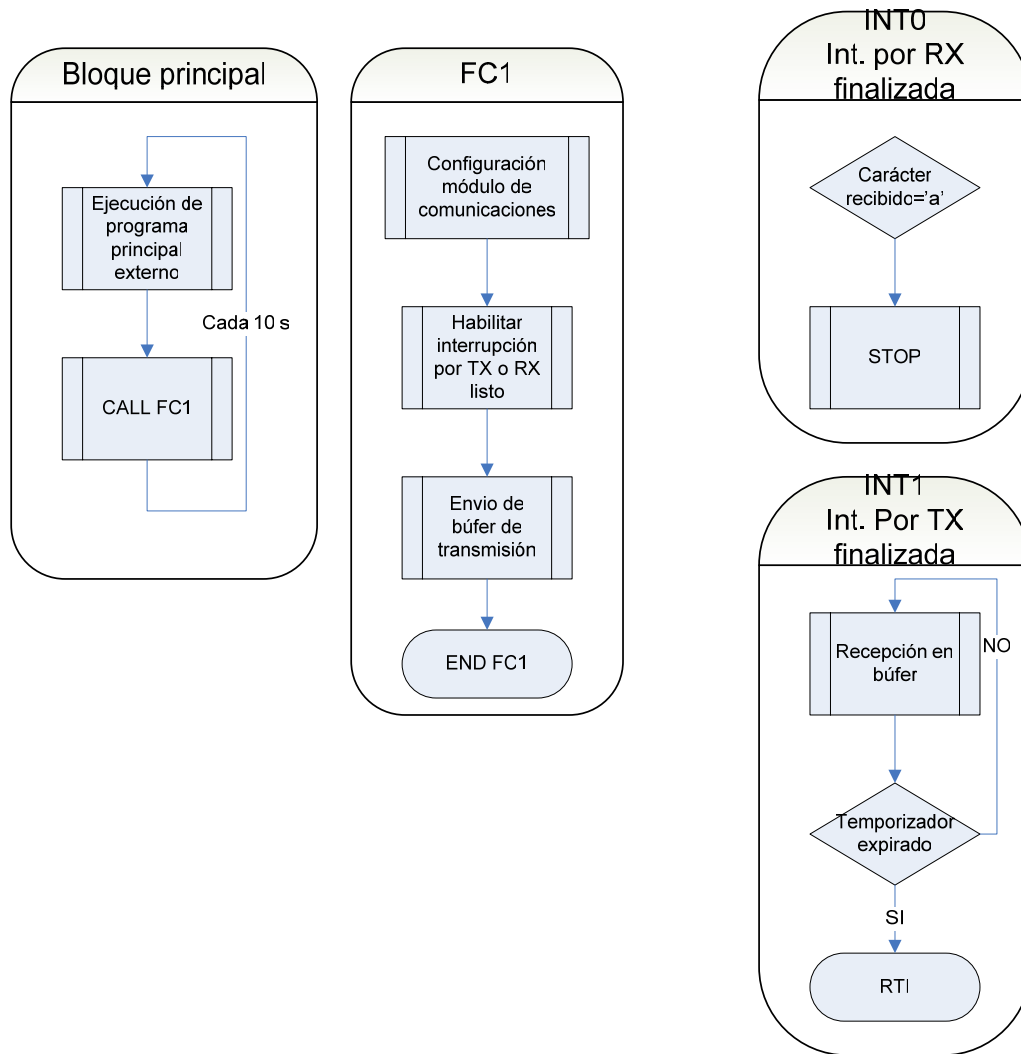 Bloque principal
Ejecución de
programa
principal
externo
Cada 10 s
CALL FC1
FC1
Configuración
módulo de
comunicaciones
Habilitar
interrupción
por TX o RX
listo
Envio de
búfer de
transmisión
END FC1
INT0
Int. por RX
finalizada
Carácter
recibido='a'
STOP
INT1
Int. Por TX
finalizada
Recepción en
búfer
NO
Temporizador
expirado
SI
RTI